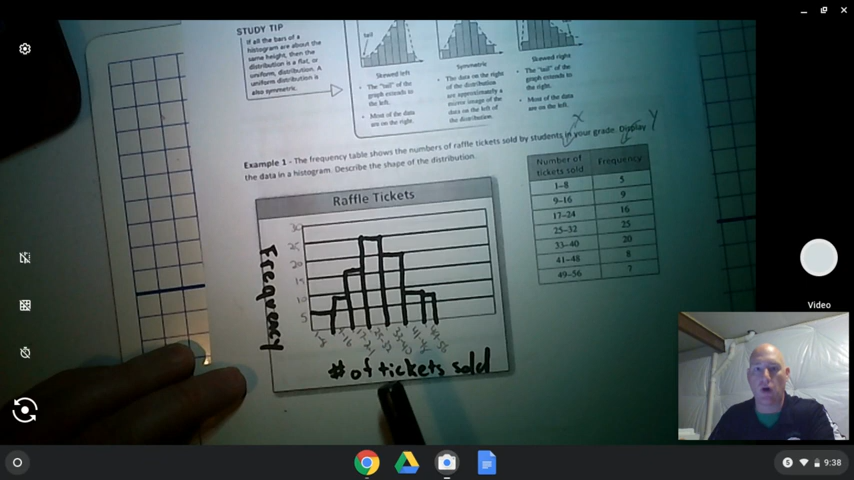 STUDY TIP
If all the bars of a
histogram are about the
same height, then the
distribution is a flat, or
uniform, distribution. A
uniform distribution is
also symmetric.
tail
Skewed left
• The "tail" of the
graph extends to
the left.
• Most of the data
are on the right.
Symmetric
• The data on the right
of the distribution
are approximately a
mirror image of the
data on the left of
the distribution.
Skewed right
• The "tail" of the
graph extends to
the right.
• Most of the data
are on the left.
X
Y
Example 1 - The frequency table shows the numbers of raffle tickets sold by students in your grade. Display
the data in a histogram. Describe the shape of the distribution.
Number of tickets sold Frequency
1–8 5
9–16 9
17–24 16
25–32 25
33–40 20
41–48 8
49–56 7
Raffle Tickets
30
25
20
15
10
5
Frequency
# of tickets sold
Video
9:38